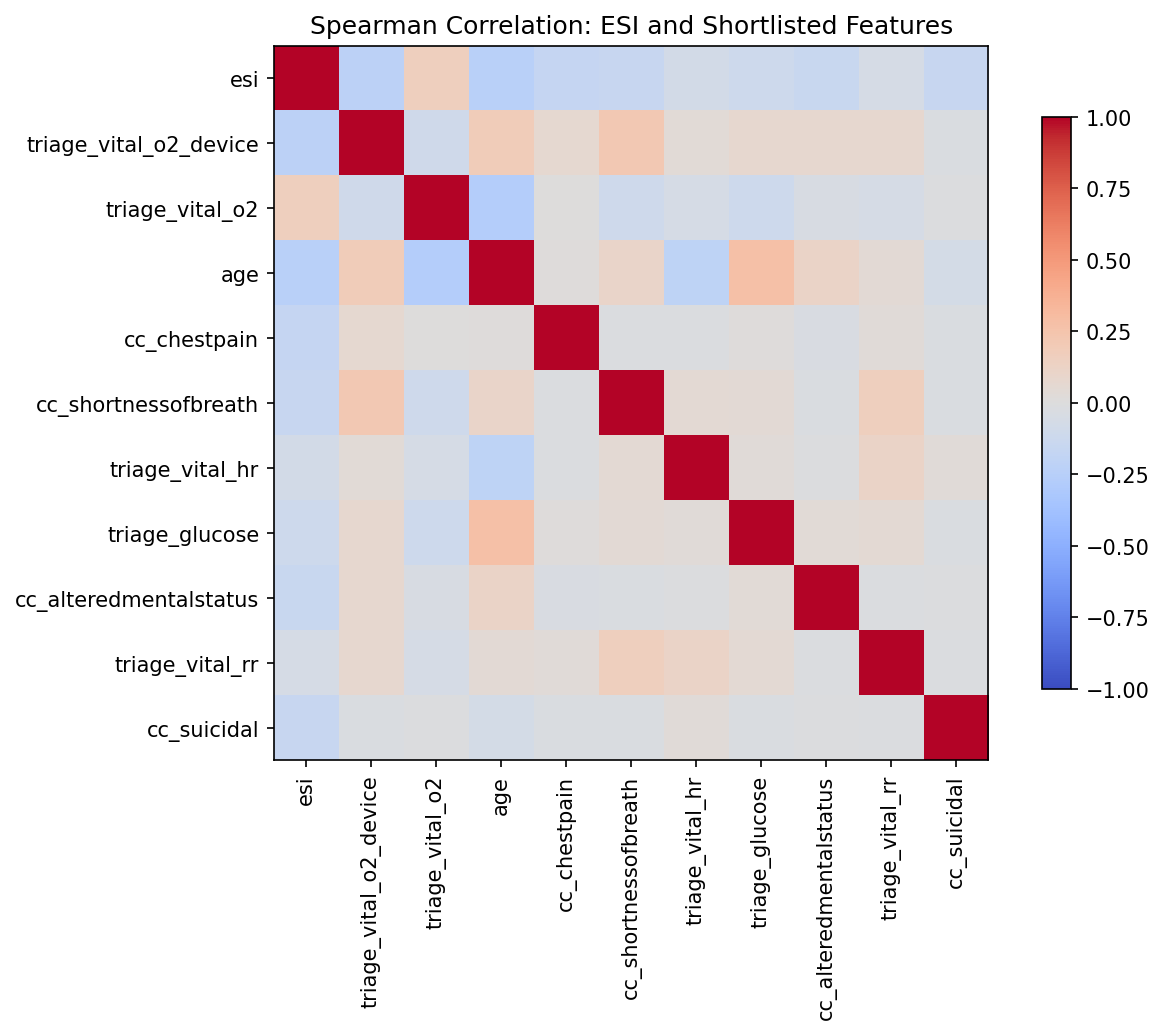 Spearman Correlation: ESI and Shortlisted Features
esi
triage_vital_o2_device
triage_vital_o2
age
cc_chestpain
cc_shortnessofbreath
triage_vital_hr
triage_glucose
cc_alteredmentalstatus
triage_vital_rr
cc_suicidal
esi
triage_vital_o2_device
triage_vital_o2
age
cc_chestpain
cc_shortnessofbreath
triage_vital_hr
triage_glucose
cc_alteredmentalstatus
triage_vital_rr
cc_suicidal
1.00
0.75
0.50
0.25
0.00
−0.25
−0.50
−0.75
−1.00